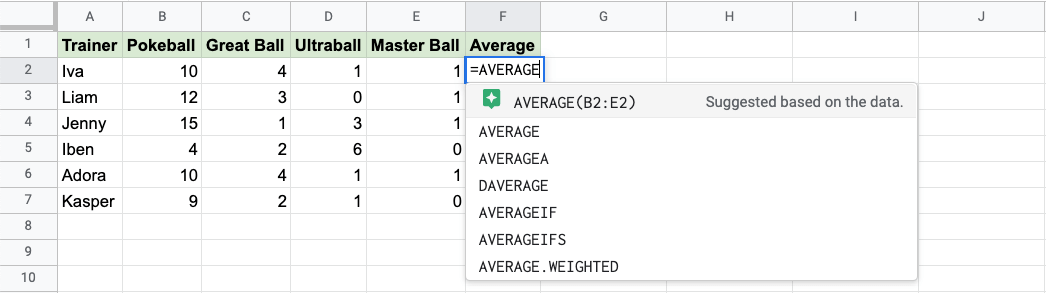 A B C D E F G H I J
1 Trainer Pokeball Great Ball Ultraball Master Ball Average
2 Iva 10 4 1 1 =AVERAGE
3 Liam 12 3 0 1 AVERAGE(B2:E2) Suggested based on the data.
4 Jenny 15 1 3 1 AVERAGE
5 Iben 4 2 6 0 AVERAGEA
6 Adora 10 4 1 1 DAVERAGE
7 Kasper 9 2 1 0 AVERAGEIF
8
9 AVERAGEIFS
10 AVERAGE.WEIGHTED